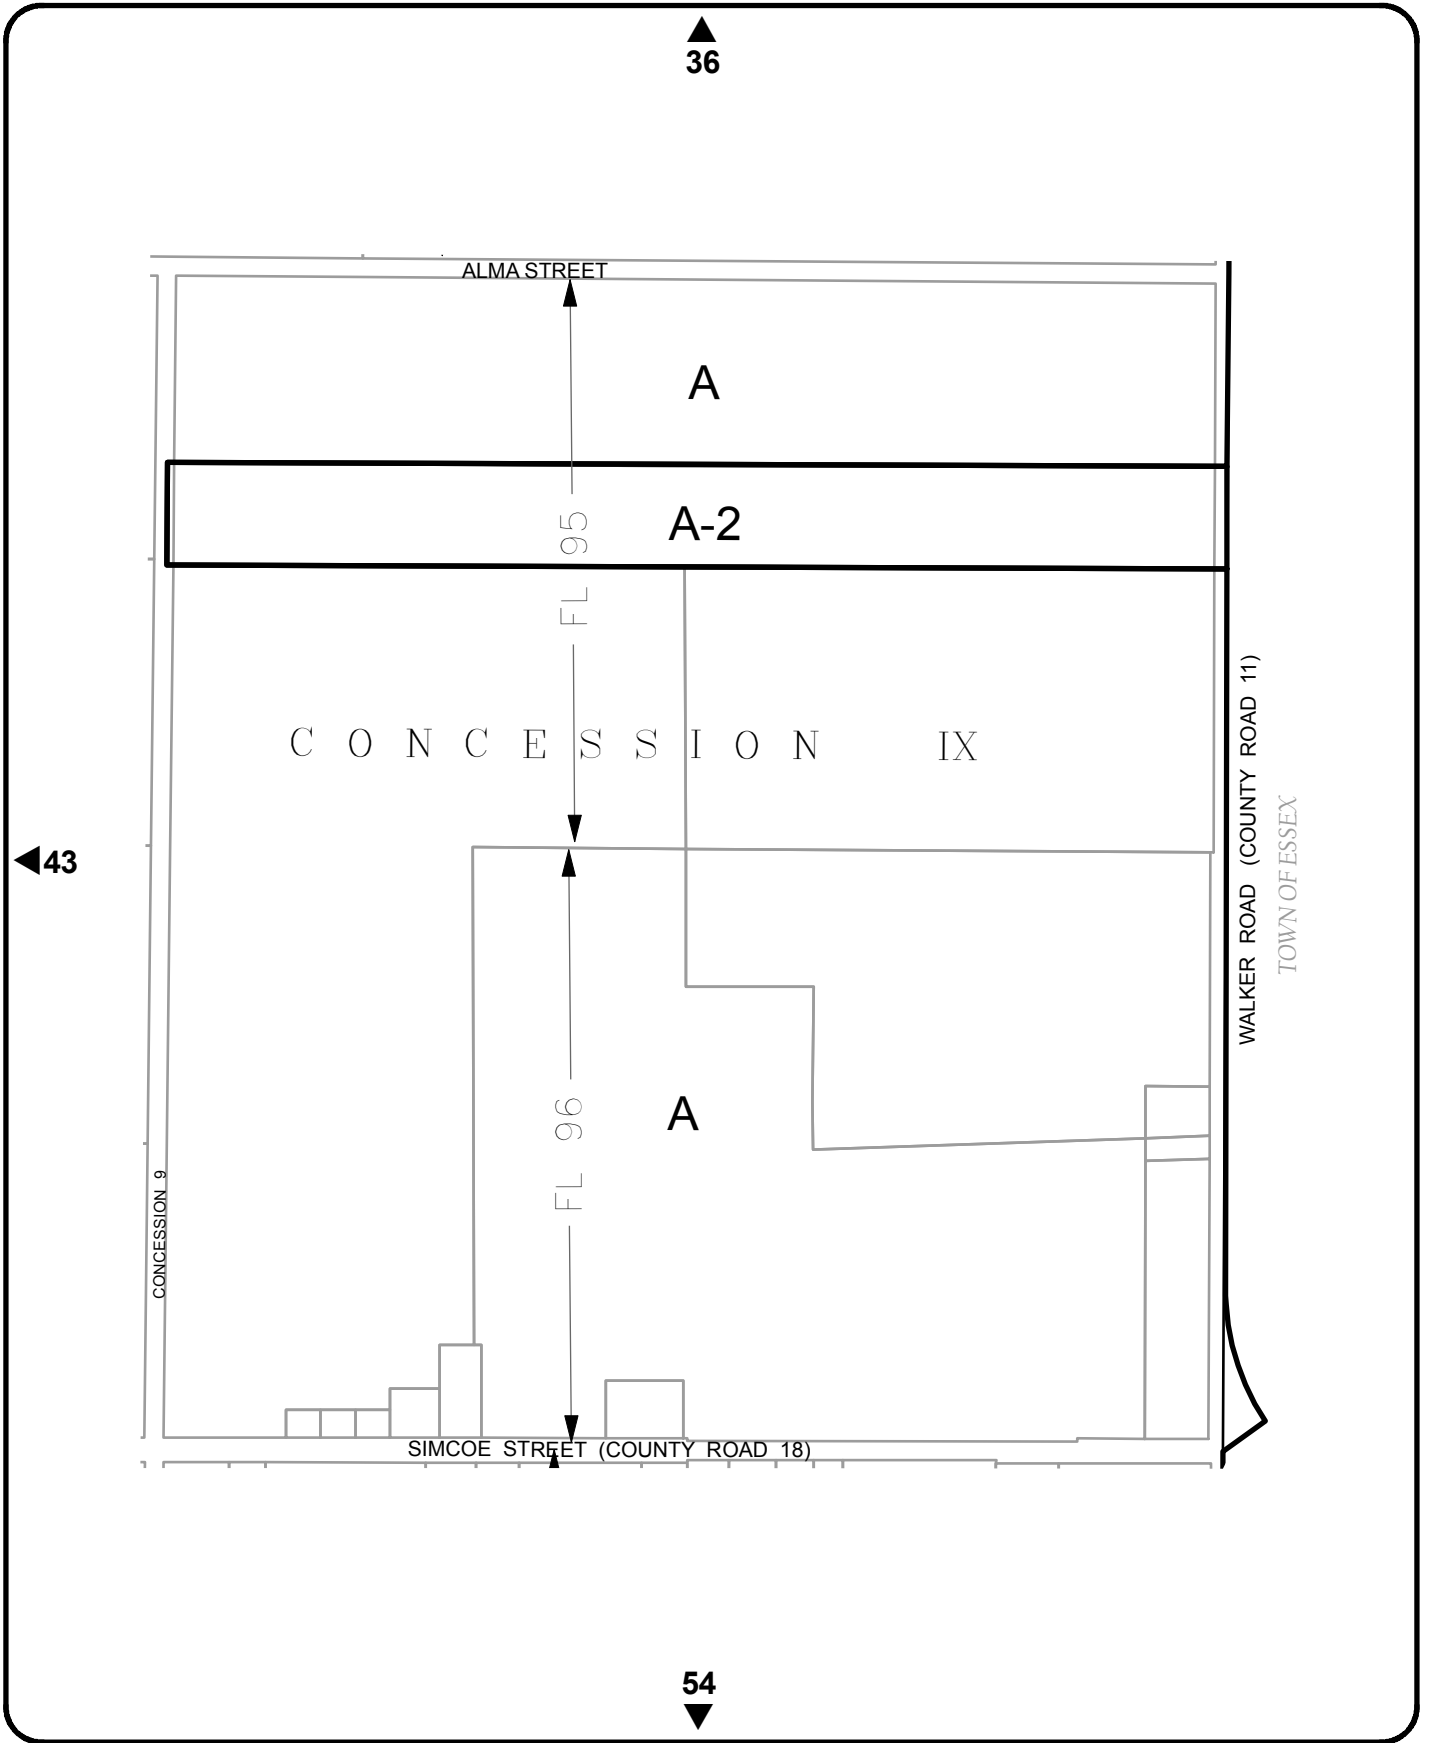 36
ALMA STREET
A
A-2
FL 95
CONCESSION IX
WALKER ROAD (COUNTY ROAD 11)
TOWN OF ESSEX
43
A
FL 96
CONCESSION 9
SIMCOE STREET (COUNTY ROAD 18)
54